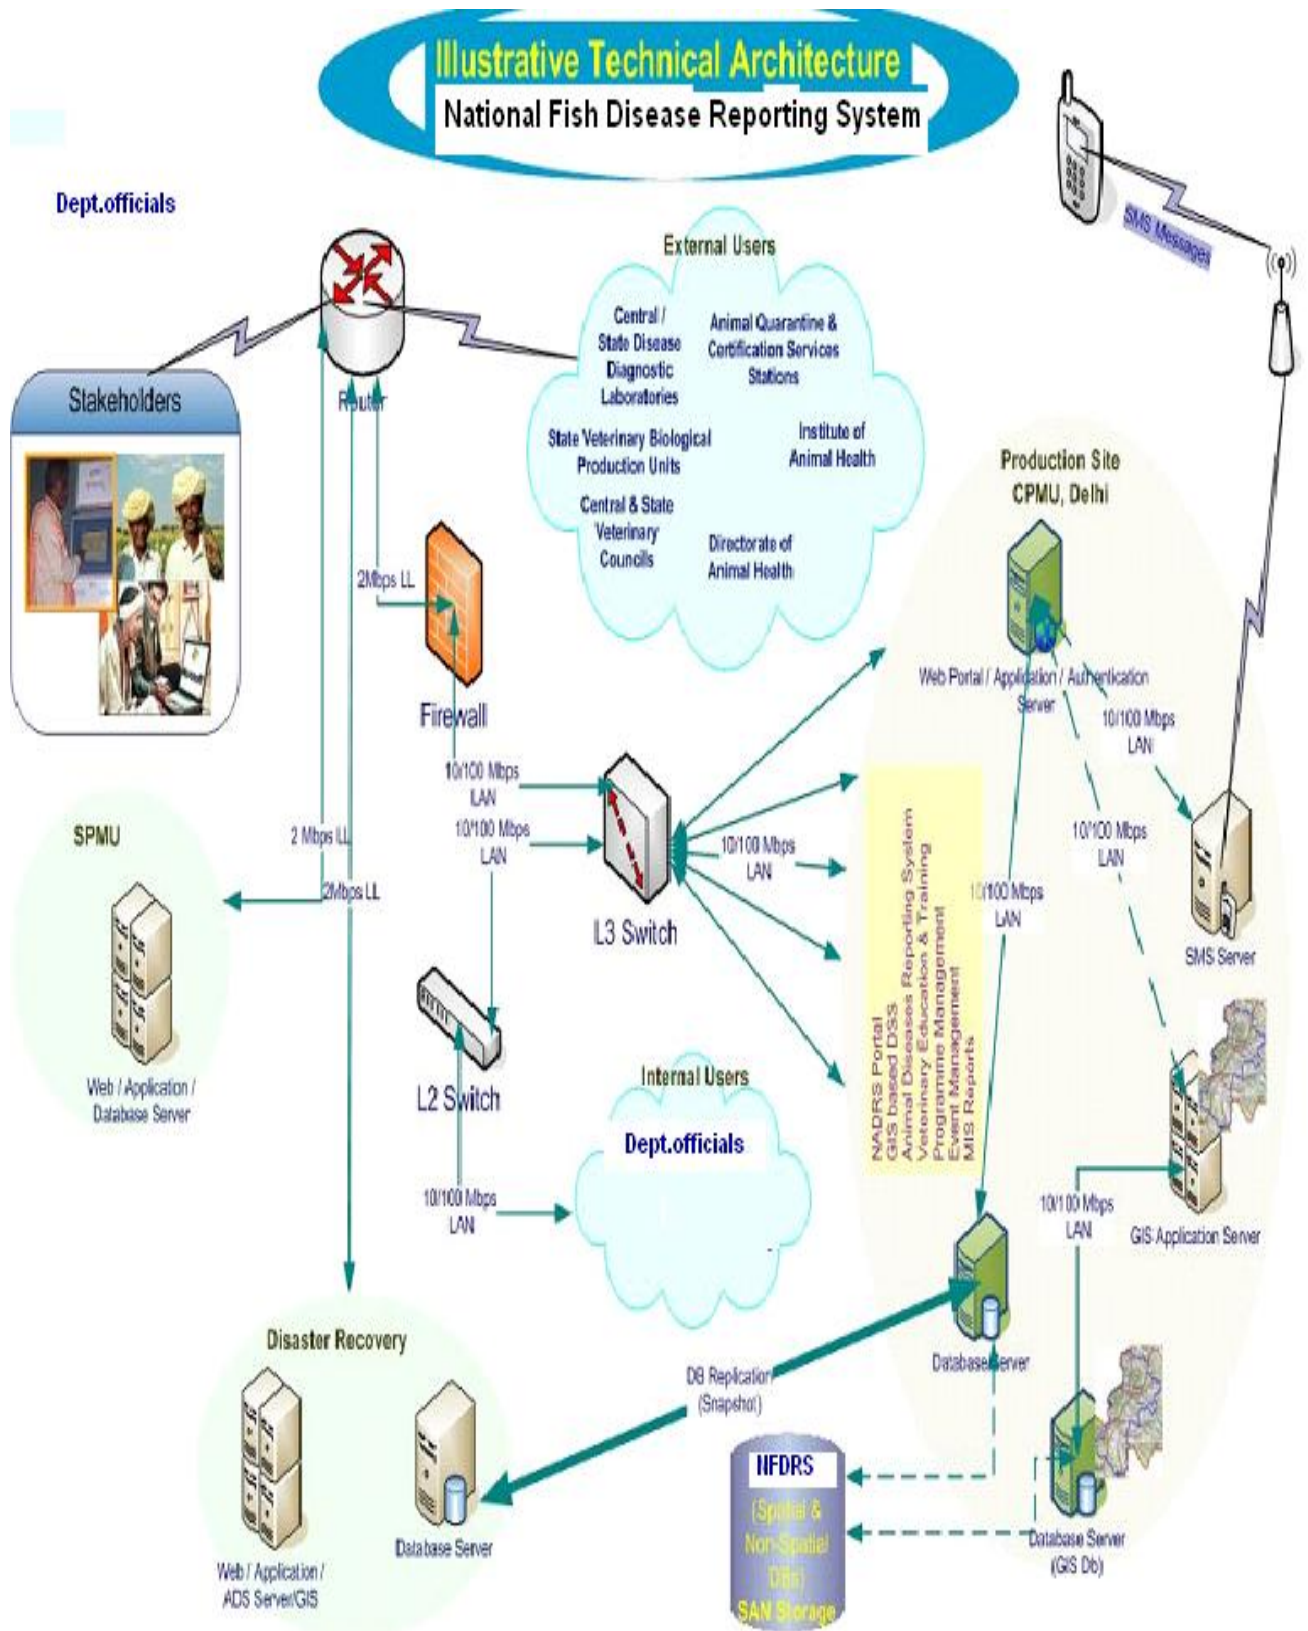 Illustrative Technical Architecture
National Fish Disease Reporting System
Dept.officials
SMS Messages
External Users
Central /
State Disease
Diagnostic
Laboratories
Animal Quarantine &
Certification Services
Stations
State Veterinary Biological
Production Units
Institute of
Animal Health
Central & State
Veterinary
Councils
Directorate of
Animal Health
Router
Stakeholders
Production Site
CPMU, Delhi
2Mbps LL
Firewall
Web Portal / Application / Authentication
Server
10/100 Mbps
LAN
10/100 Mbps
LAN
10/100 Mbps
LAN
SPMU
2 Mbps LL
2Mbps LL
10/100 Mbps
LAN
10/100 Mbps
LAN
10/100 Mbps
LAN
L3 Switch
SMS Server
NADRS Portal
GIS based DSS
Animal Diseases Reporting System
Veterinary Education & Training
Programme Management
Event Management
MIS Reports
Web / Application /
Database Server
L2 Switch
Internal Users
Dept.officials
10/100 Mbps
LAN
10/100 Mbps
LAN
GIS Application Server
Disaster Recovery
Database Server
DB Replication
(Snapshot)
NFDRS
(Spatial &
Non-Spatial
DBs)
SAN Storage
Database Server
(GIS Db)
Database Server
Web / Application /
ADS Server/GIS